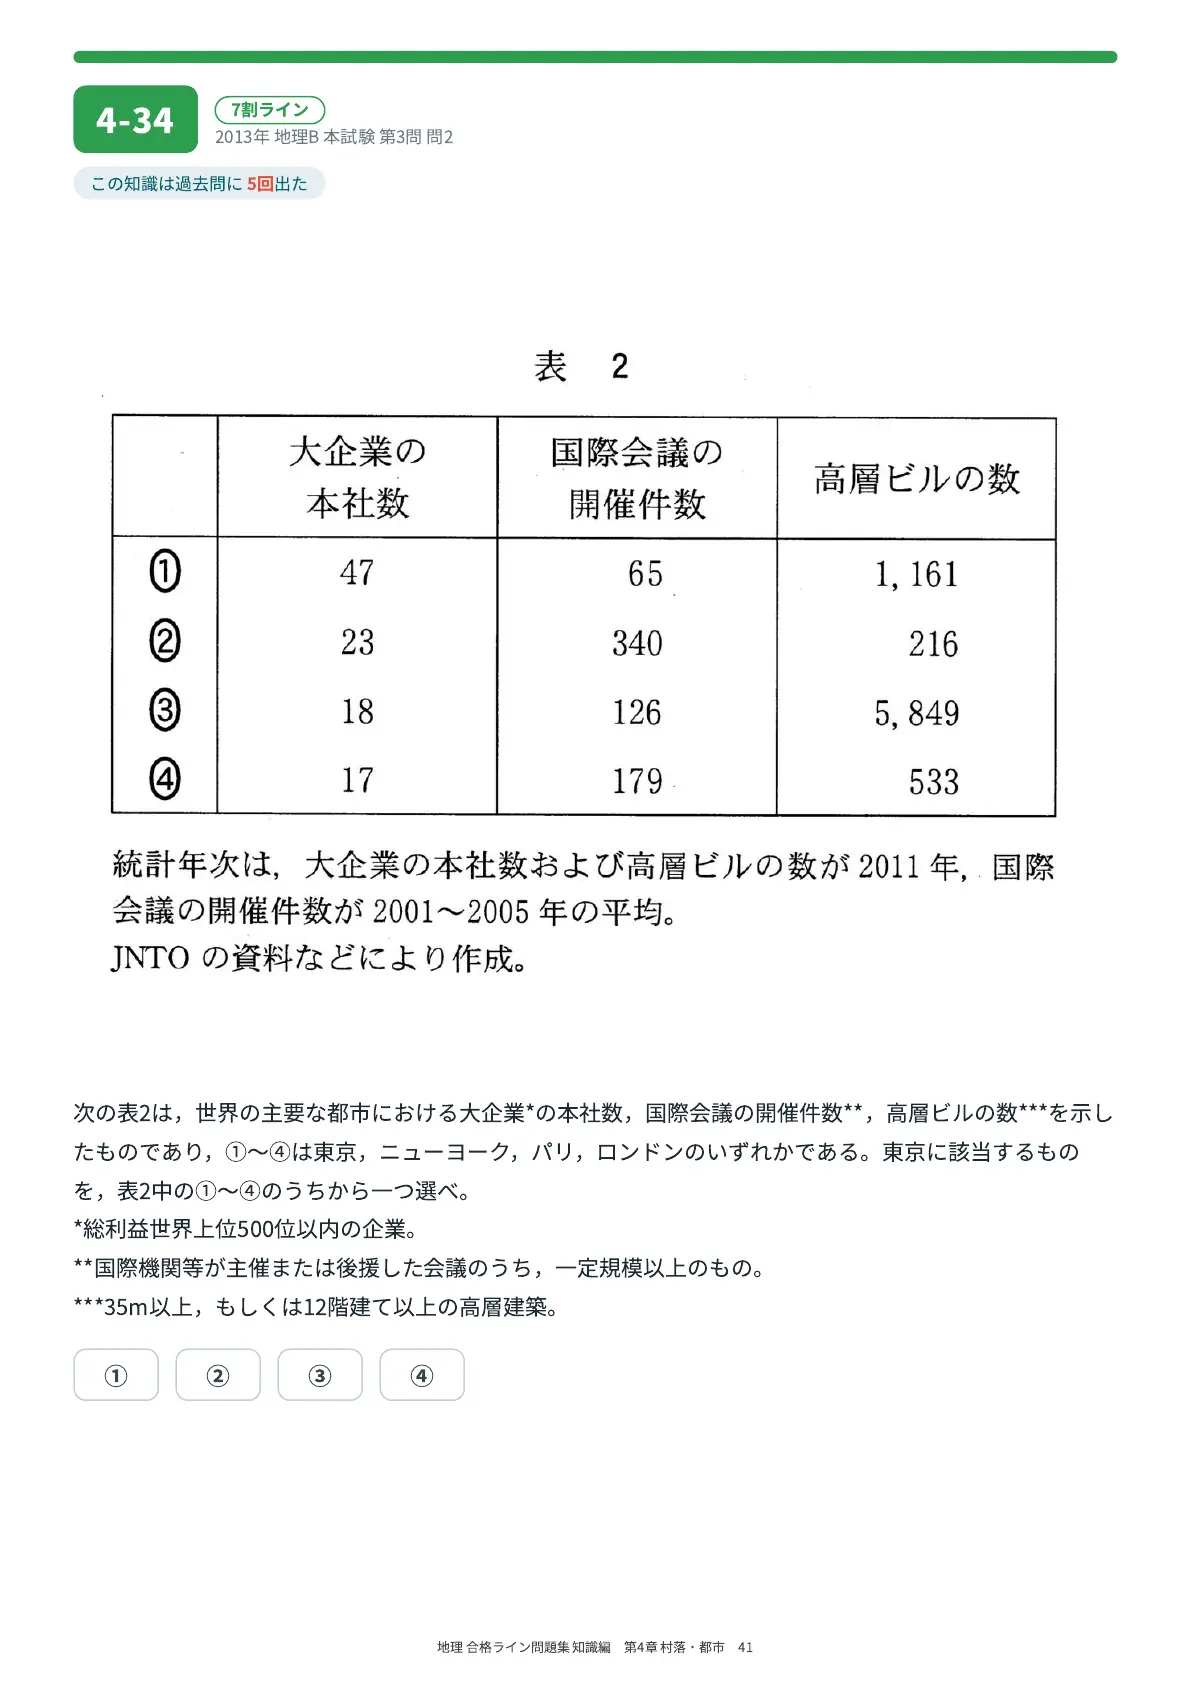 4-34
7割ライン
2013年 地理B 本試験 第3問 問2
この知識は過去問に 5回出た
表 2
大企業の本社数 国際会議の開催件数 高層ビルの数
① 47 65 1,161
② 23 340 216
③ 18 126 5,849
④ 17 179 533
統計年次は，大企業の本社数および高層ビルの数が 2011 年，国際
会議の開催件数が 2001～2005 年の平均。
JNTO の資料などにより作成。
次の表2は，世界の主要な都市における大企業*の本社数，国際会議の開催件数**，高層ビルの数***を示し
たものであり，①～④は東京，ニューヨーク，パリ，ロンドンのいずれかである。東京に該当するもの
を，表2中の①～④のうちから一つ選べ。
*総利益世界上位500位以内の企業。
**国際機関等が主催または後援した会議のうち，一定規模以上のもの。
***35m以上，もしくは12階建て以上の高層建築。
① ② ③ ④
地理 合格ライン問題集 知識編 第4章 村落・都市 41